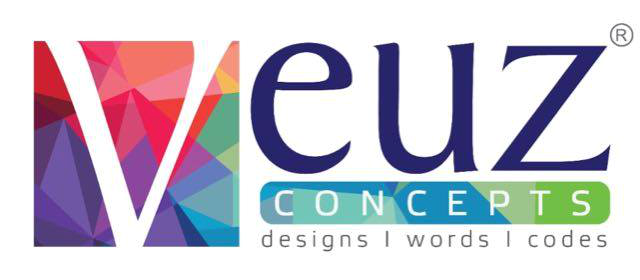 Veuz®
CONCEPTS
designs | words | codes